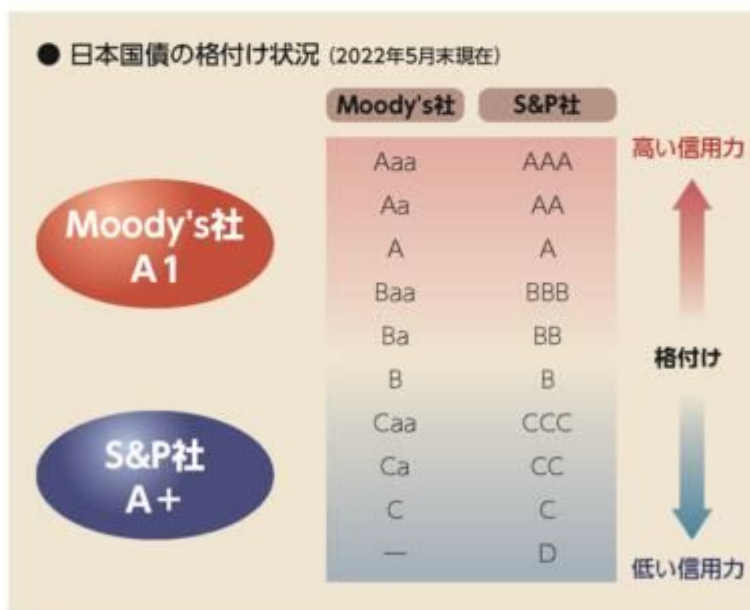 ● 日本国債の格付け状況 (2022年5月末現在)
Moody's社 S&P社
Aaa AAA 高い信用力
Aa AA
Moody's社
A1
A A
Baa BBB
Ba BB 格付け
B B
Caa CCC
S&P社
A+
Ca CC
C C
— D 低い信用力